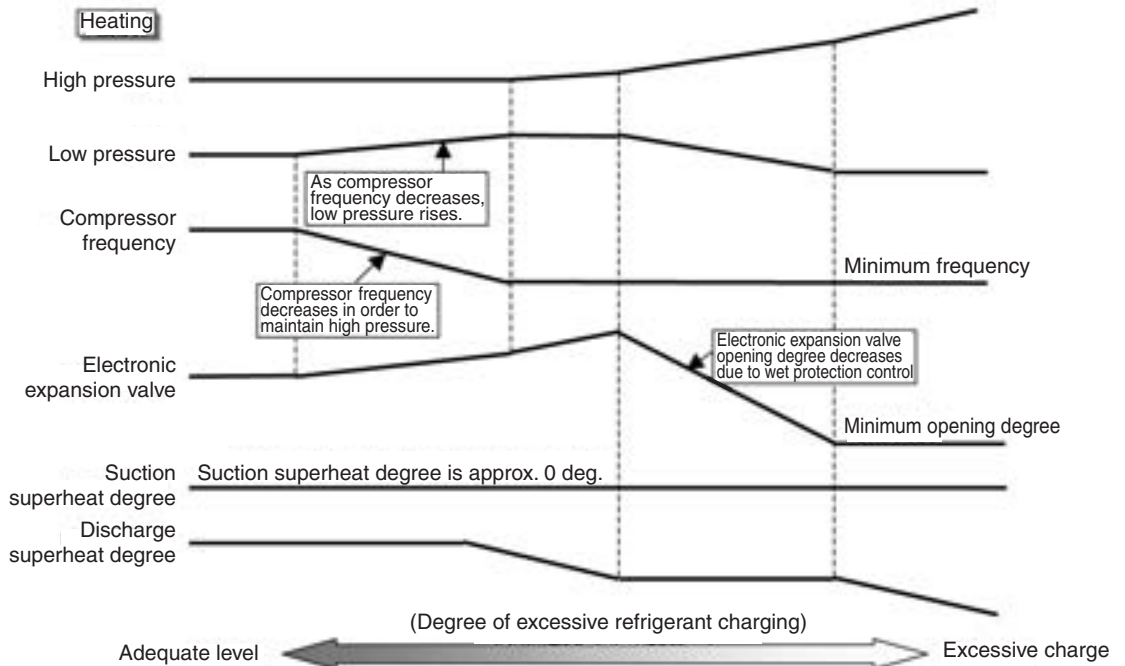 Heating
High pressure
Low pressure
As compressor
frequency decreases,
low pressure rises.
Compressor
frequency
Minimum frequency
Compressor frequency
decreases in order to
maintain high pressure.
Electronic expansion valve
opening degree decreases
due to wet protection control
Electronic
expansion valve
Minimum opening degree
Suction
superheat degree
Suction superheat degree is approx. 0 deg.
Discharge
superheat degree
(Degree of excessive refrigerant charging)
Adequate level
Excessive charge